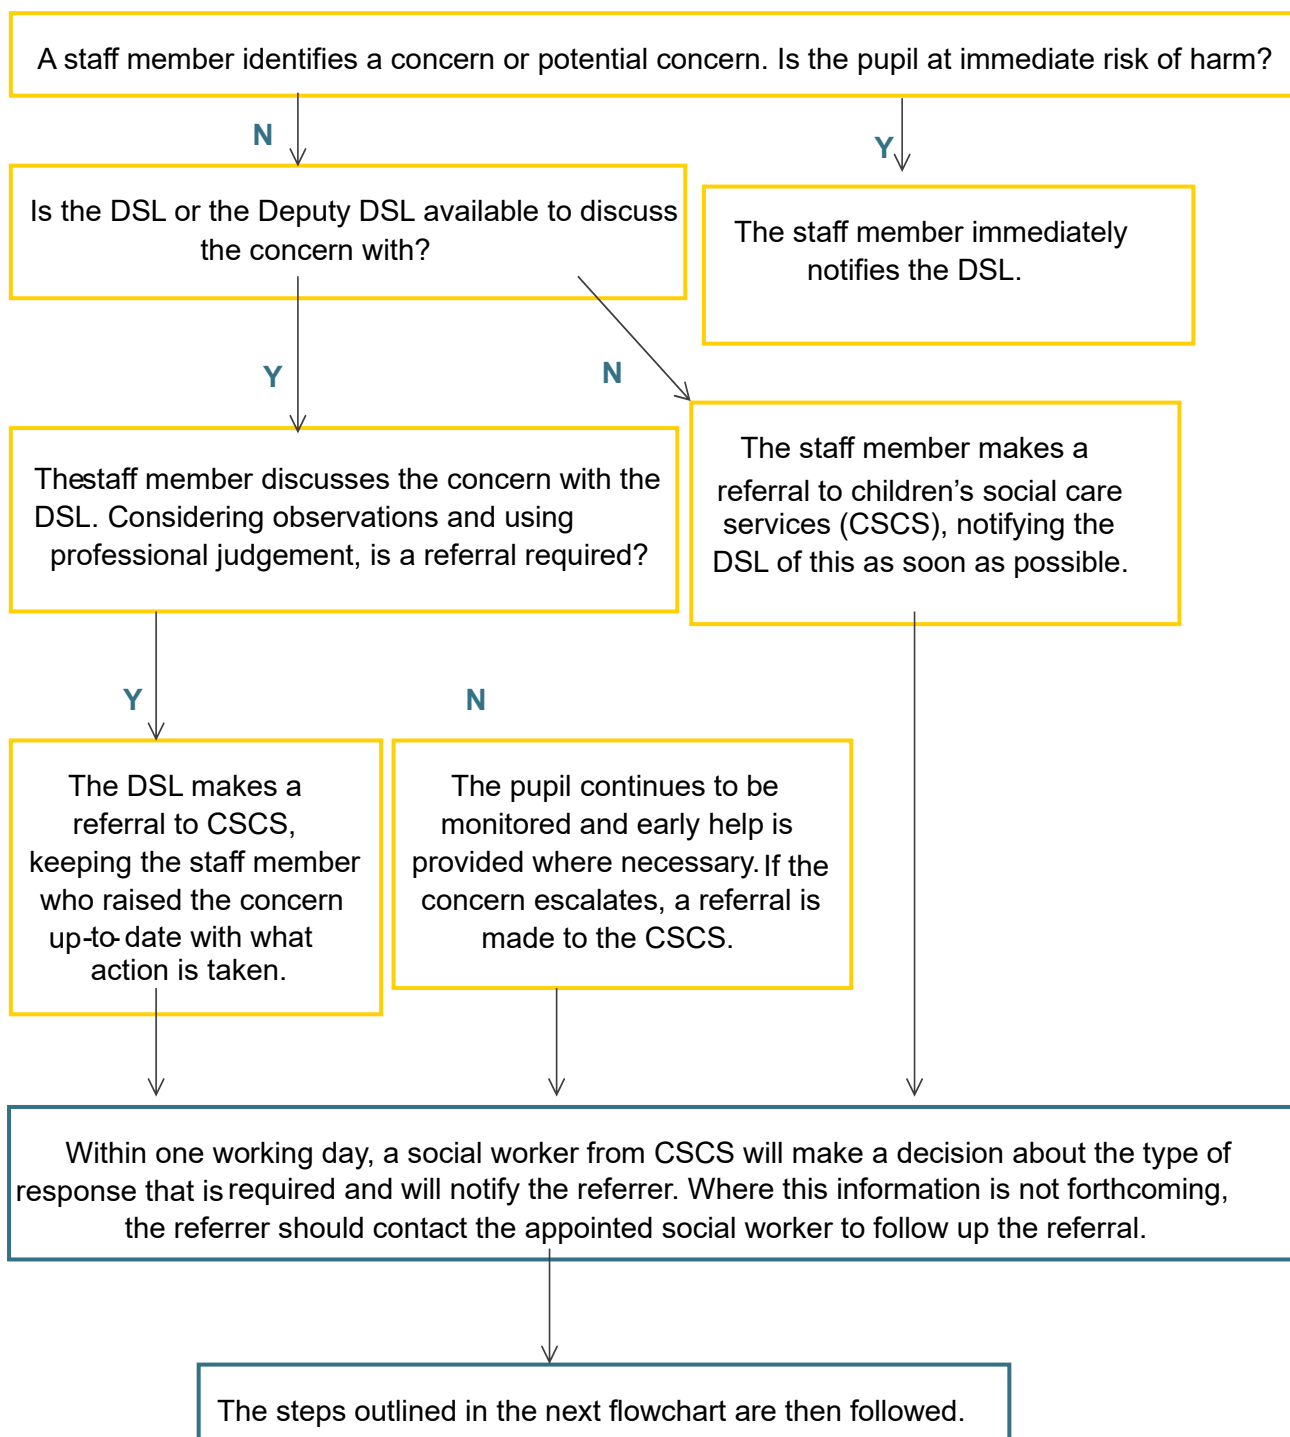 A staff member identifies a concern or potential concern. Is the pupil at immediate risk of harm?
N
Y
Is the DSL or the Deputy DSL available to discuss
the concern with?
The staff member immediately
notifies the DSL.
Y
N
The staff member discusses the concern with the
DSL. Considering observations and using
professional judgement, is a referral required?
The staff member makes a
referral to children’s social care
services (CSCS), notifying the
DSL of this as soon as possible.
Y
N
The DSL makes a
referral to CSCS,
keeping the staff member
who raised the concern
up-to-date with what
action is taken.
The pupil continues to be
monitored and early help is
provided where necessary. If the
concern escalates, a referral is
made to the CSCS.
Within one working day, a social worker from CSCS will make a decision about the type of
response that is required and will notify the referrer. Where this information is not forthcoming,
the referrer should contact the appointed social worker to follow up the referral.
The steps outlined in the next flowchart are then followed.